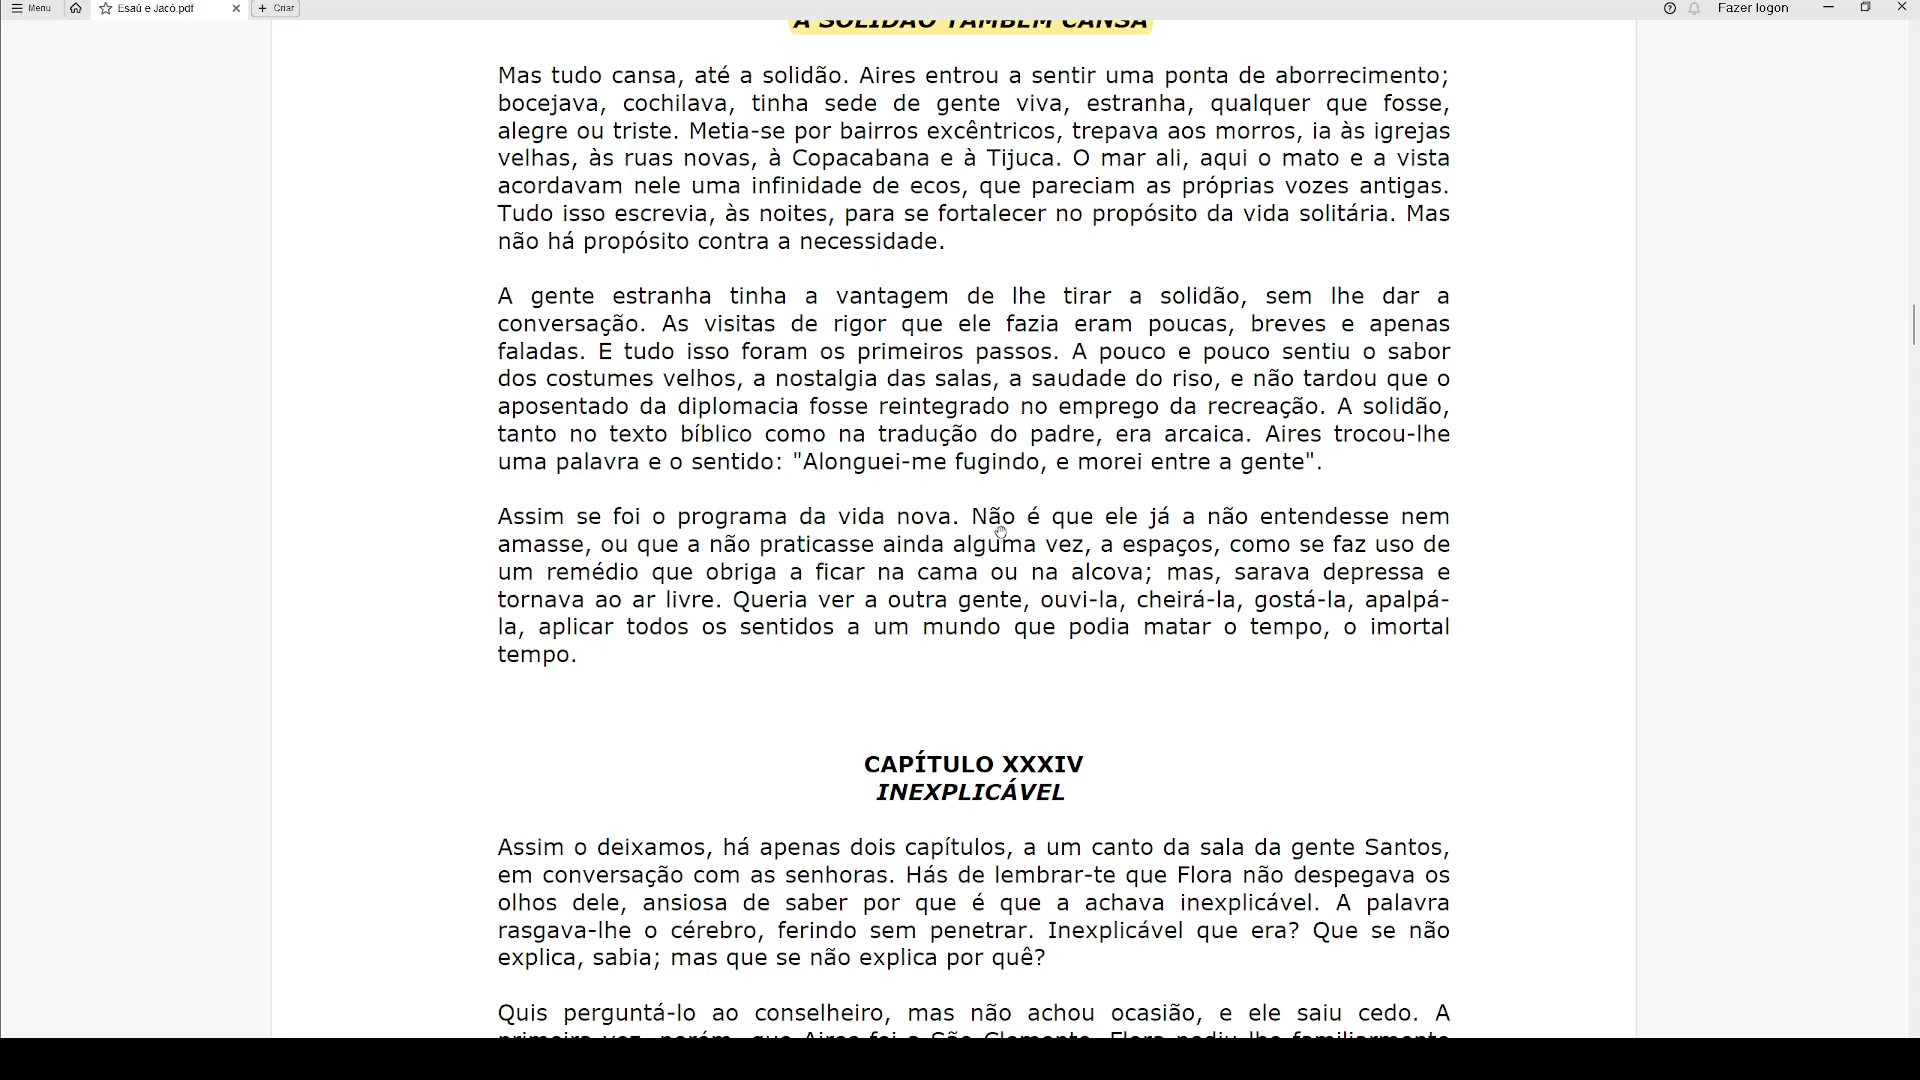 Menu
Esaú e Jacó.pdf
+ Criar
Fazer logon
A SOLIDÃO TAMBÉM CANSA
Mas tudo cansa, até a solidão. Aires entrou a sentir uma ponta de aborrecimento;
bocejava, cochilava, tinha sede de gente viva, estranha, qualquer que fosse,
alegre ou triste. Metia-se por bairros excêntricos, trepava aos morros, ia às igrejas
velhas, às ruas novas, à Copacabana e à Tijuca. O mar ali, aqui o mato e a vista
acordavam nele uma infinidade de ecos, que pareciam as próprias vozes antigas.
Tudo isso escrevia, às noites, para se fortalecer no propósito da vida solitária. Mas
não há propósito contra a necessidade.
A gente estranha tinha a vantagem de lhe tirar a solidão, sem lhe dar a
conversação. As visitas de rigor que ele fazia eram poucas, breves e apenas
faladas. E tudo isso foram os primeiros passos. A pouco e pouco sentiu o sabor
dos costumes velhos, a nostalgia das salas, a saudade do riso, e não tardou que o
aposentado da diplomacia fosse reintegrado no emprego da recreação. A solidão,
tanto no texto bíblico como na tradução do padre, era arcaica. Aires trocou-lhe
uma palavra e o sentido: "Alonguei-me fugindo, e morei entre a gente".
Assim se foi o programa da vida nova. Não é que ele já a não entendesse nem
amasse, ou que a não praticasse ainda alguma vez, a espaços, como se faz uso de
um remédio que obriga a ficar na cama ou na alcova; mas, sarava depressa e
tornava ao ar livre. Queria ver a outra gente, ouvi-la, cheirá-la, gostá-la, apalpá-
la, aplicar todos os sentidos a um mundo que podia matar o tempo, o imortal
tempo.
CAPÍTULO XXXIV
INEXPLICÁVEL
Assim o deixamos, há apenas dois capítulos, a um canto da sala da gente Santos,
em conversação com as senhoras. Hás de lembrar-te que Flora não despegava os
olhos dele, ansiosa de saber por que é que a achava inexplicável. A palavra
rasgava-lhe o cérebro, ferindo sem penetrar. Inexplicável que era? Que se não
explica, sabia; mas que se não explica por quê?
Quis perguntá-lo ao conselheiro, mas não achou ocasião, e ele saiu cedo. A
primeira vez, porém, que Aires foi a São Clemente, Flora pediu-lhe familiarmente